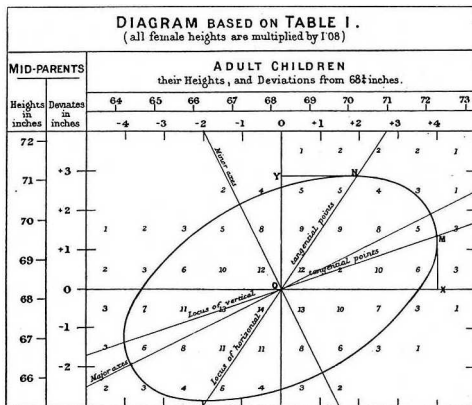 DIAGRAM BASED ON TABLE I.
(all female heights are multiplied by 1'08)
MID-PARENTS
ADULT CHILDREN
their Heights, and Deviations from 68¼ inches.
Heights in inches
Deviates in inches
64 65 66 67 68 69 70 71 72 73
-4 -3 -2 -1 0 +1 +2 +3 +4
72
1 2 2 2 1
+3
71
Y N
2 4 5 5 4 3 1
+2
Minor axes
70
tangential points
1 2 3 5 8 9 9 8 5 3
M
+1
69
tangential points
2 3 6 10 12 12 2 10 6 3
O
0
X
68
Locus of vertical
3 7 11 13 14 13 10 7 3 1
-1
67
3 6 8 11 11 8 6 3 1
Major axes
Locus of horizontal
-2
66
2 3 4 6 4 4 3 2